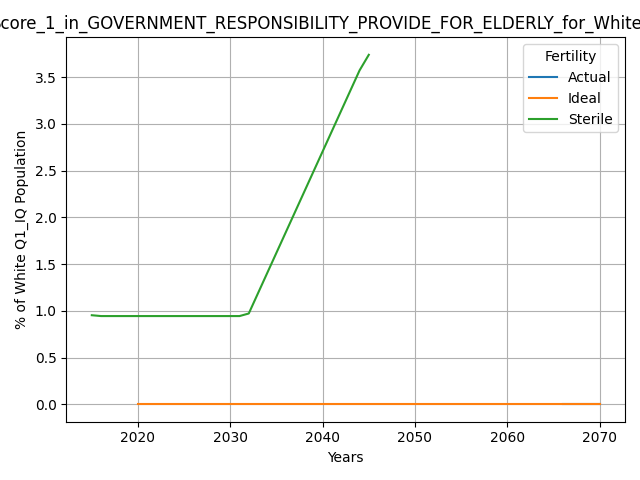 core_1_in_GOVERNMENT_RESPONSIBILITY_PROVIDE_FOR_ELDERLY_for_White
Fertility
Actual
Ideal
Sterile
% of White Q1_IQ Population
3.5
3.0
2.5
2.0
1.5
1.0
0.5
0.0
2020 2030 2040 2050 2060 2070
Years